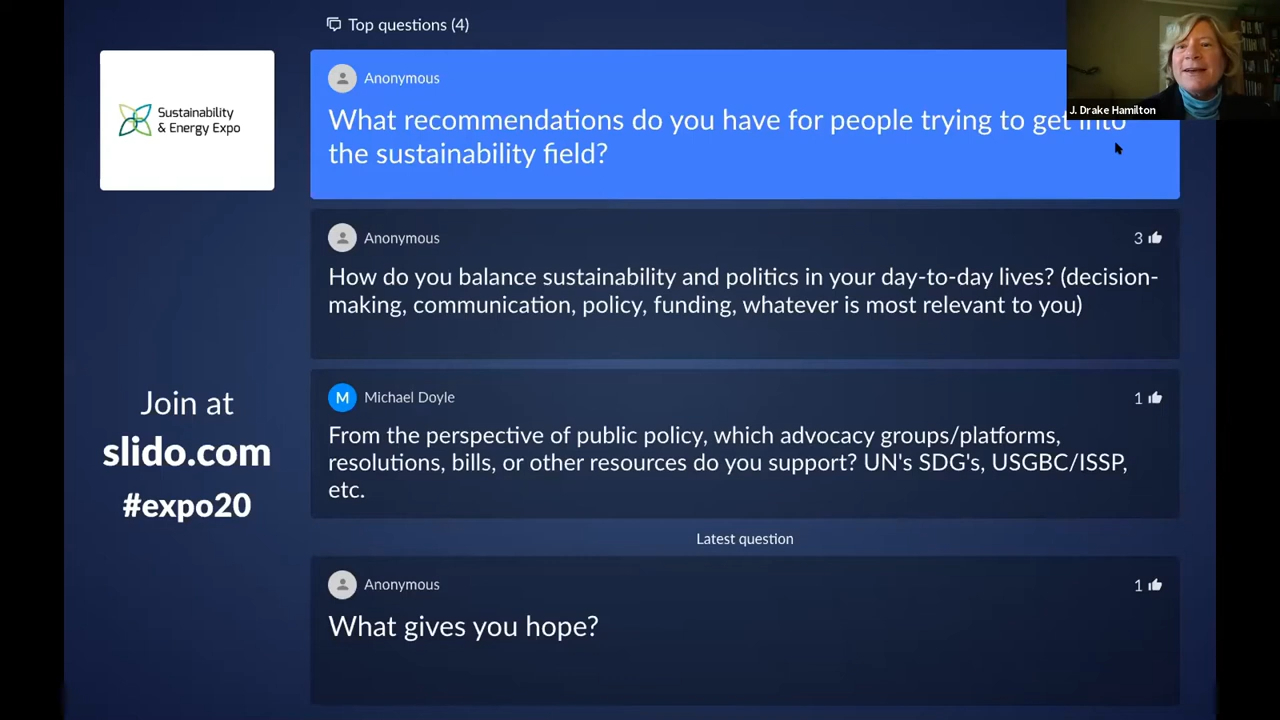 Top questions (4)
Sustainability
& Energy Expo
Anonymous
J. Drake Hamilton
What recommendations do you have for people trying to get into
the sustainability field?
Anonymous
3
How do you balance sustainability and politics in your day-to-day lives? (decision-
making, communication, policy, funding, whatever is most relevant to you)
Join at
slido.com
#expo20
M Michael Doyle
1
From the perspective of public policy, which advocacy groups/platforms,
resolutions, bills, or other resources do you support? UN's SDG's, USGBC/ISSP,
etc.
Latest question
Anonymous
1
What gives you hope?